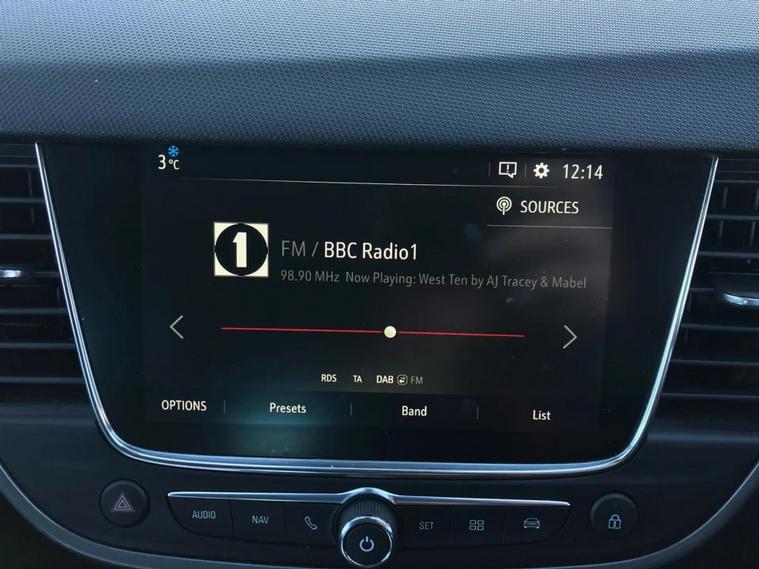 3 °C
12:14
SOURCES
1
FM / BBC Radio1
98.90 MHz Now Playing: West Ten by AJ Tracey & Mabel
RDS TA DAB FM
OPTIONS Presets Band List
AUDIO NAV SET